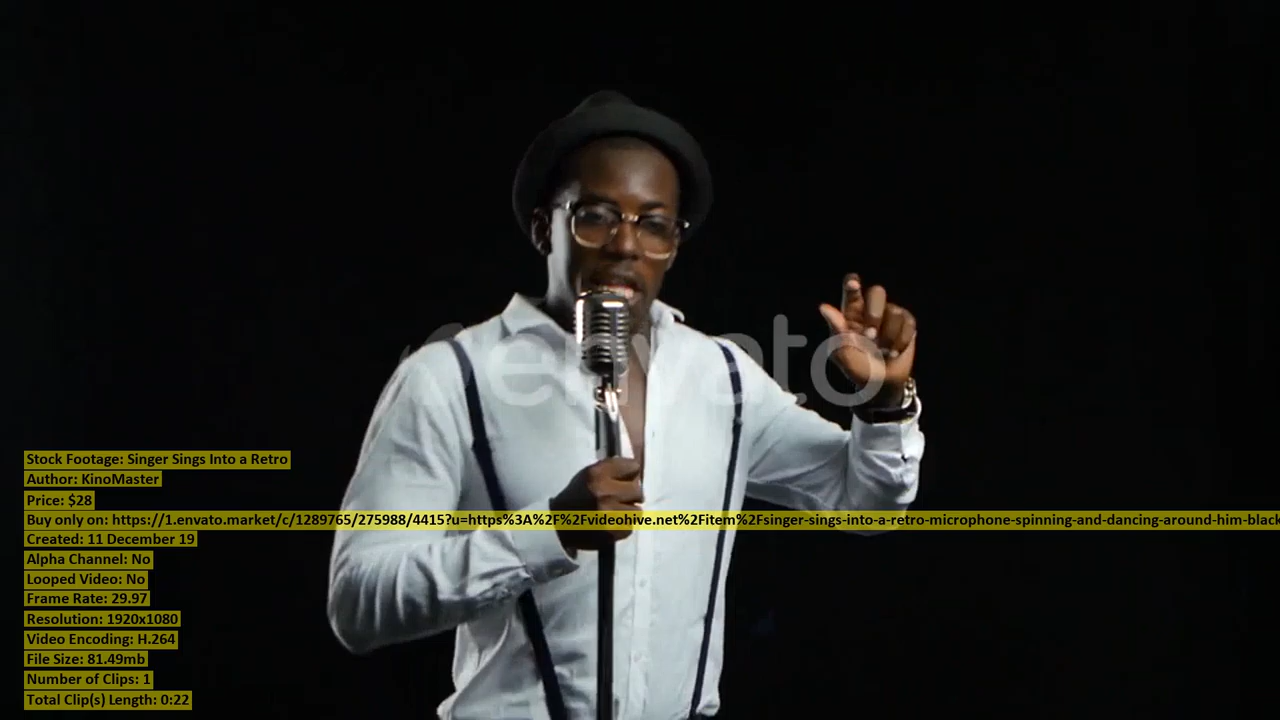 envato
Stock Footage: Singer Sings Into a Retro
Author: KinoMaster
Price: $28
Buy only on: https://1.envato.market/c/1289765/275988/4415?u=https%3A%2F%2Fvideohive.net%2Fitem%2Fsinger-sings-into-a-retro-microphone-spinning-and-dancing-around-him-black
Created: 11 December 19
Alpha Channel: No
Looped Video: No
Frame Rate: 29.97
Resolution: 1920x1080
Video Encoding: H.264
File Size: 81.49mb
Number of Clips: 1
Total Clip(s) Length: 0:22